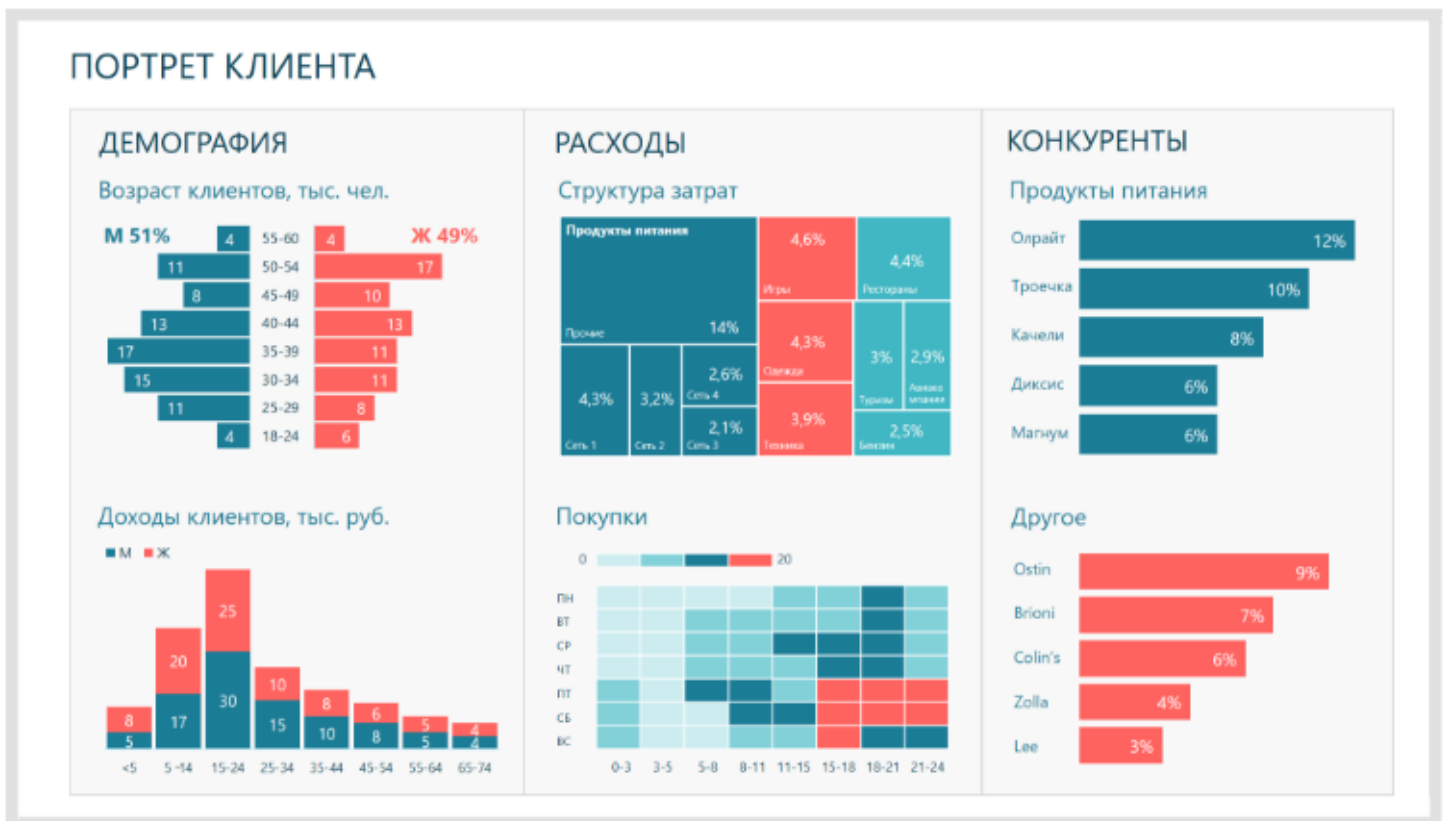 ПОРТРЕТ КЛИЕНТА
ДЕМОГРАФИЯ
Возраст клиентов, тыс. чел.
М 51% 4 55-60 4 Ж 49%
11 50-54 17
8 45-49 10
13 40-44 13
17 35-39 11
15 30-34 11
11 25-29 8
4 18-24 6
Доходы клиентов, тыс. руб.
М Ж
8 20 25 10 8 6 5 4
5 17 30 15 10 8 5 4
<5 5-14 15-24 25-34 35-44 45-54 55-64 65-74
РАСХОДЫ
Структура затрат
Продукты питания
Прочие 14%
4,3% Сеть 1
3,2% Сеть 2
2,6% Сеть 4
2,1% Сеть 3
4,6% Игры
4,3% Одежда
3,9% Техника
4,4% Рестораны
3% Туризм
2,9% Авиако
мпании
2,5% Бензин
Покупки
0 20
ПН
ВТ
СР
ЧТ
ПТ
СБ
ВС
0-3 3-5 5-8 8-11 11-15 15-18 18-21 21-24
КОНКУРЕНТЫ
Продукты питания
Олрайт 12%
Троечка 10%
Качели 8%
Диксис 6%
Магнум 6%
Другое
Ostin 9%
Brioni 7%
Colin's 6%
Zolla 4%
Lee 3%